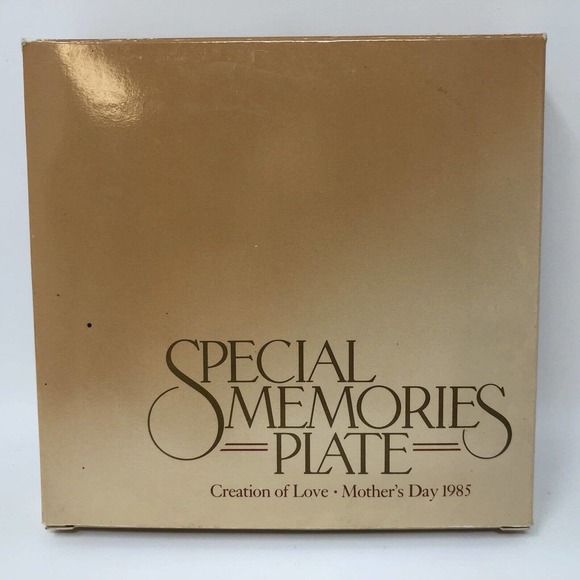 SPECIAL
MEMORIES
PLATE
Creation of Love • Mother's Day 1985